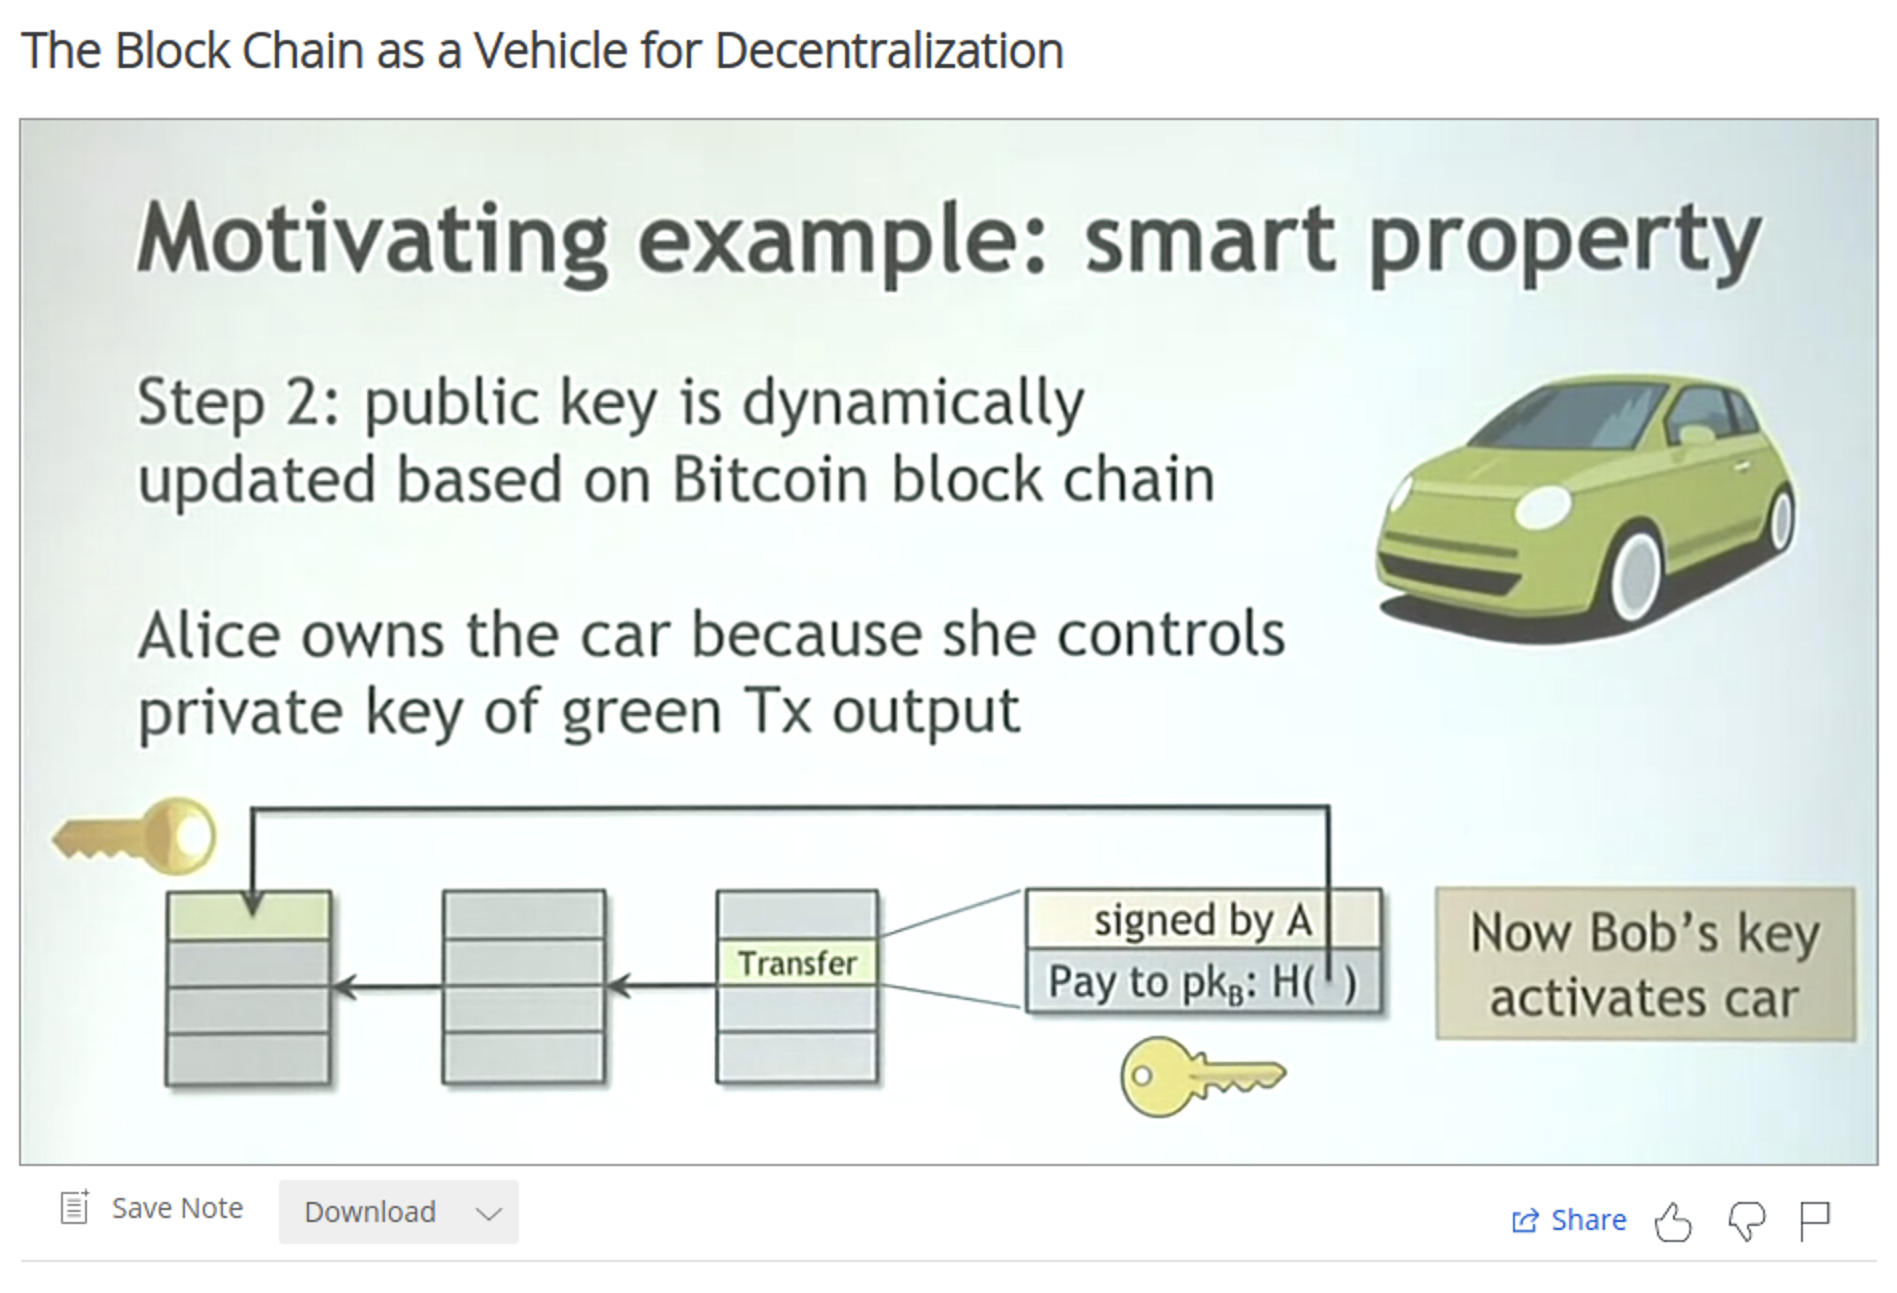 The Block Chain as a Vehicle for Decentralization
Motivating example: smart property
Step 2: public key is dynamically
updated based on Bitcoin block chain
Alice owns the car because she controls
private key of green Tx output
Transfer
signed by A
Pay to pkB: H( )
Now Bob's key
activates car
Save Note
Download
Share